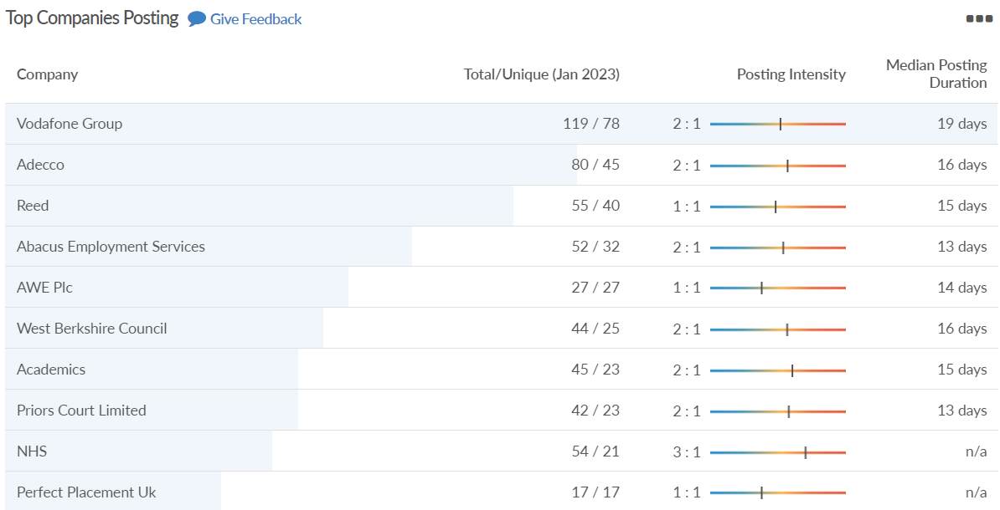 Top Companies Posting Give Feedback
Company Total/Unique (Jan 2023) Posting Intensity Median Posting Duration
Vodafone Group 119 / 78 2 : 1 19 days
Adecco 80 / 45 2 : 1 16 days
Reed 55 / 40 1 : 1 15 days
Abacus Employment Services 52 / 32 2 : 1 13 days
AWE Plc 27 / 27 1 : 1 14 days
West Berkshire Council 44 / 25 2 : 1 16 days
Academics 45 / 23 2 : 1 15 days
Priors Court Limited 42 / 23 2 : 1 13 days
NHS 54 / 21 3 : 1 n/a
Perfect Placement Uk 17 / 17 1 : 1 n/a